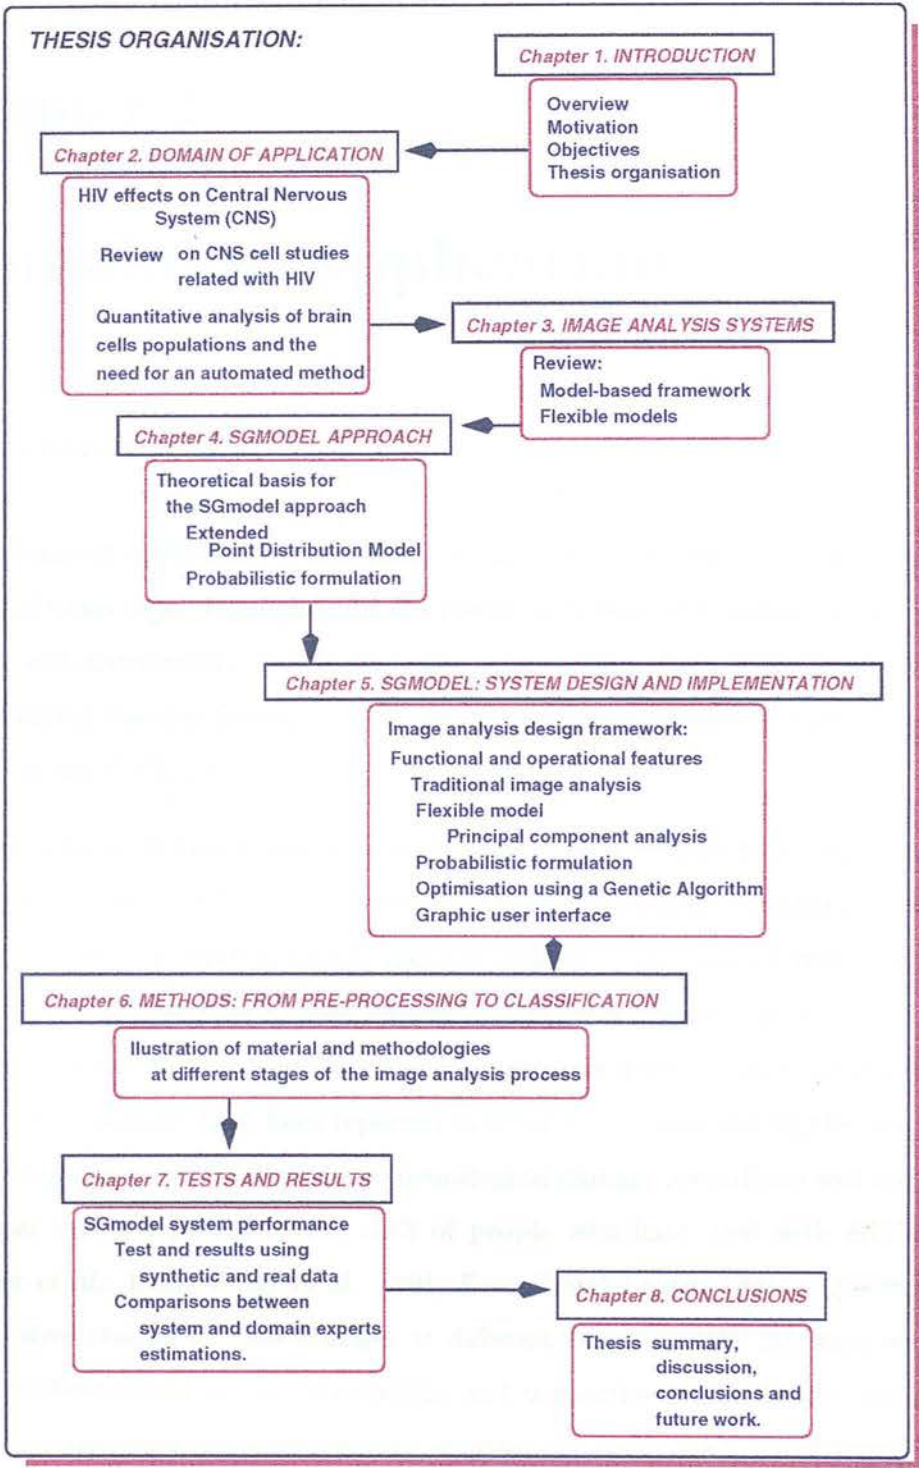 THESIS ORGANISATION:
Chapter 1. INTRODUCTION
Overview
Motivation
Objectives
Thesis organisation
Chapter 2. DOMAIN OF APPLICATION
HIV effects on Central Nervous
System (CNS)
Review on CNS cell studies
related with HIV
Quantitative analysis of brain
cells populations and the
need for an automated method
Chapter 3. IMAGE ANALYSIS SYSTEMS
Review:
Model-based framework
Flexible models
Chapter 4. SGMODEL APPROACH
Theoretical basis for
the SGmodel approach
Extended
Point Distribution Model
Probabilistic formulation
Chapter 5. SGMODEL: SYSTEM DESIGN AND IMPLEMENTATION
Image analysis design framework:
Functional and operational features
Traditional image analysis
Flexible model
Principal component analysis
Probabilistic formulation
Optimisation using a Genetic Algorithm
Graphic user interface
Chapter 6. METHODS: FROM PRE-PROCESSING TO CLASSIFICATION
Ilustration of material and methodologies
at different stages of the image analysis process
Chapter 7. TESTS AND RESULTS
SGmodel system performance
Test and results using
synthetic and real data
Comparisons between
system and domain experts
estimations.
Chapter 8. CONCLUSIONS
Thesis summary,
discussion,
conclusions and
future work.